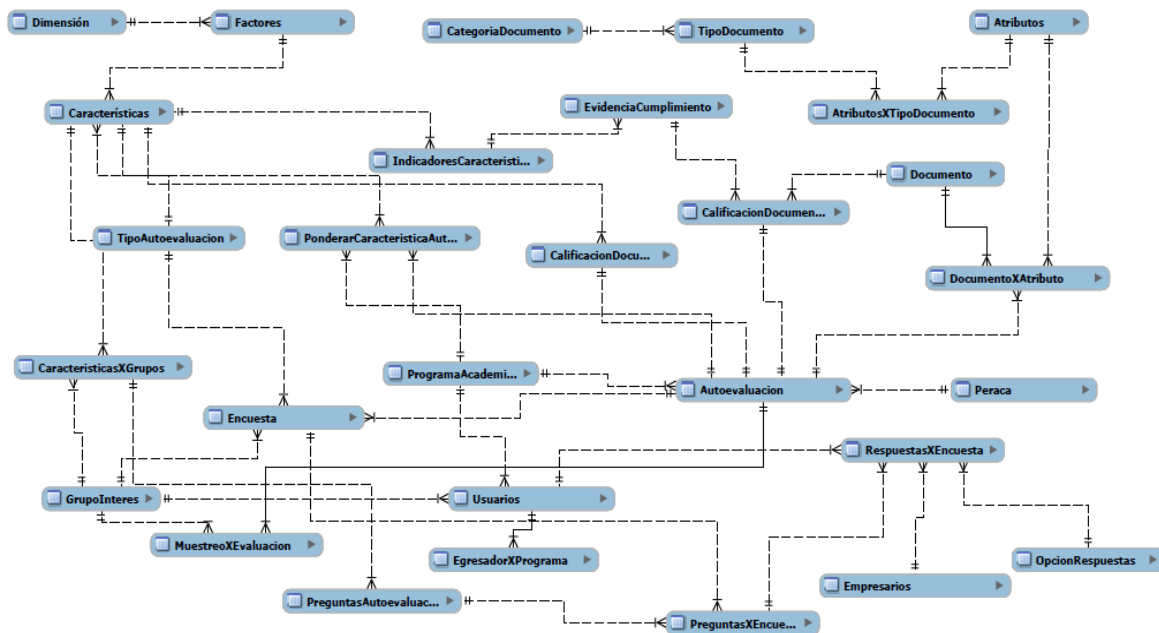 Dimensión
Factores
CategoriaDocumento
TipoDocumento
Atributos
Características
EvidenciaCumplimiento
AtributosXTipoDocumento
IndicadoresCaracteristi...
Documento
CalificacionDocumen...
TipoAutoevaluacion
PonderarCaracteristicaAut...
CalificacionDocu...
DocumentoXAtributo
CaracteristicasXGrupos
ProgramaAcademi...
Autoevaluacion
Peraca
Encuesta
RespuestasXEncuesta
GrupoInteres
Usuarios
MuestreoXEvaluacion
EgresadorXPrograma
OpcionRespuestas
Empresarios
PreguntasAutoevaluac...
PreguntasXEncue...